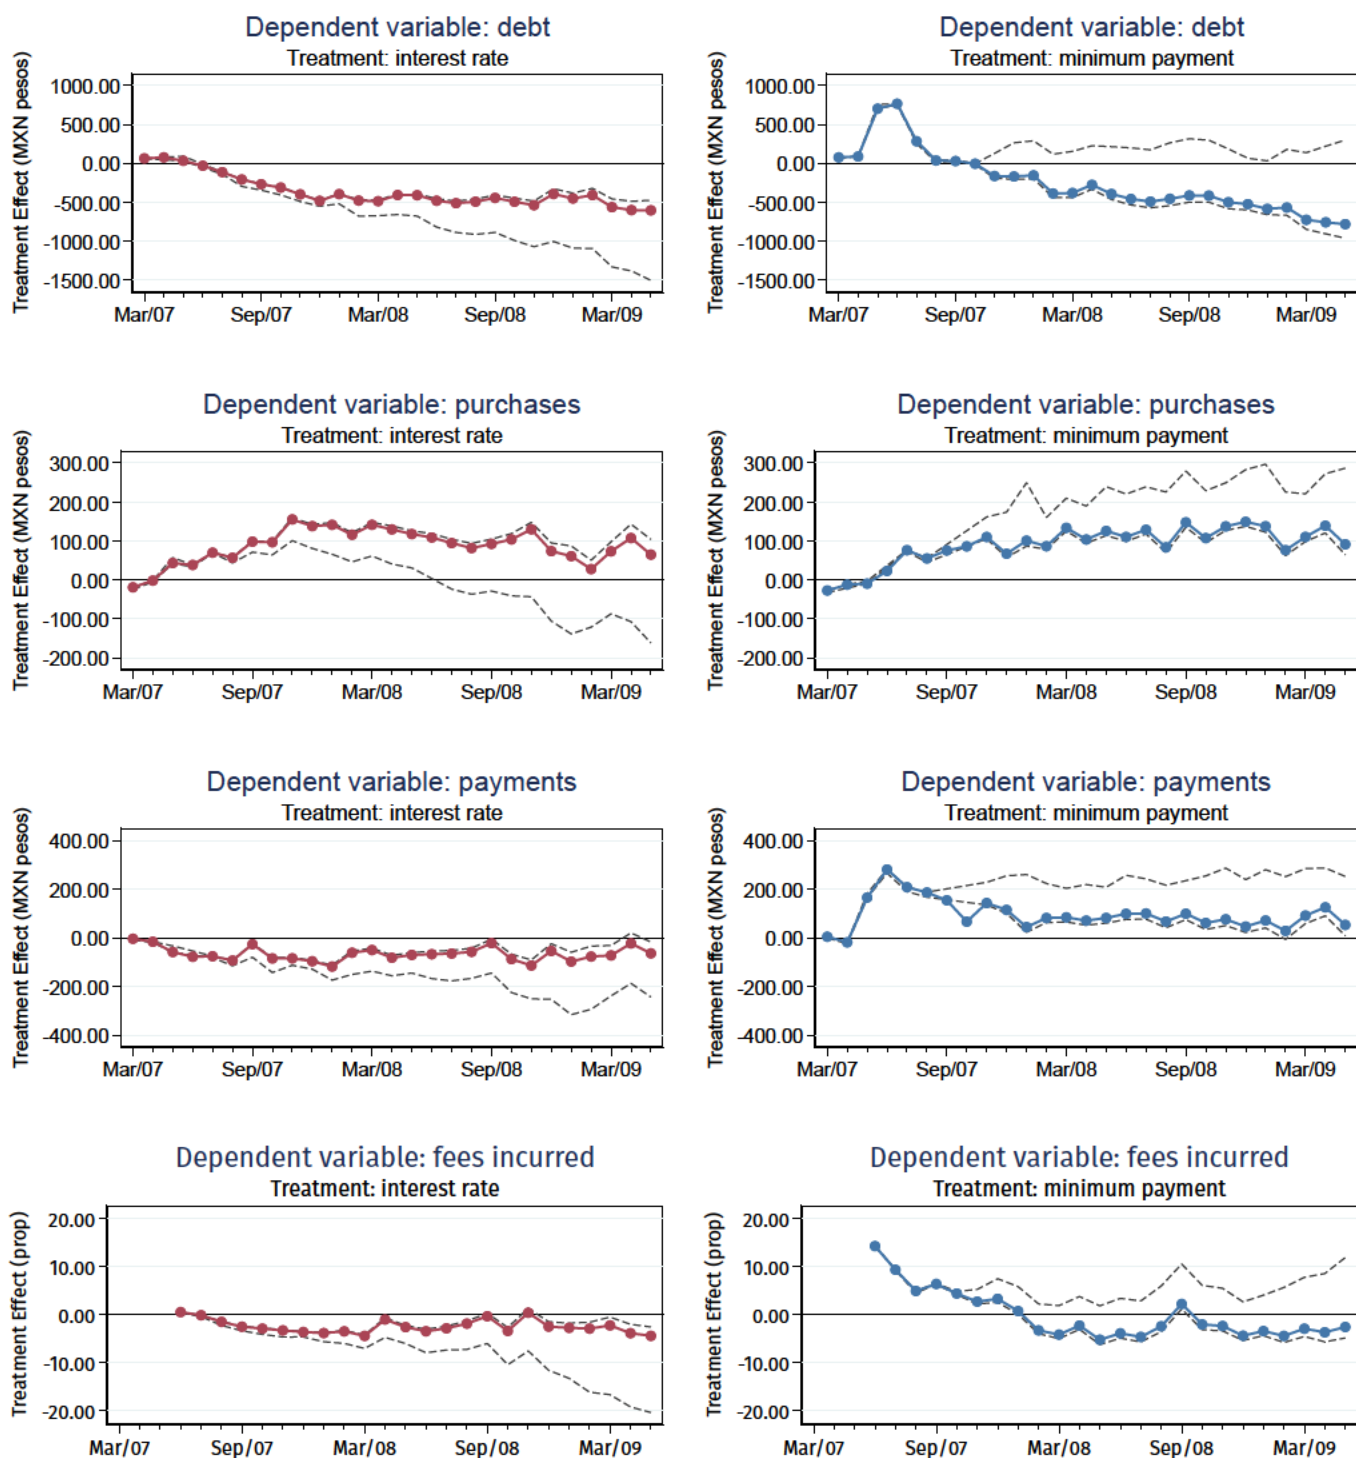 Dependent variable: debt
Treatment: interest rate
Treatment Effect (MXN pesos)
1000.00
500.00
0.00
-500.00
-1000.00
-1500.00
Mar/07 Sep/07 Mar/08 Sep/08 Mar/09
Dependent variable: debt
Treatment: minimum payment
Treatment Effect (MXN pesos)
1000.00
500.00
0.00
-500.00
-1000.00
-1500.00
Mar/07 Sep/07 Mar/08 Sep/08 Mar/09
Dependent variable: purchases
Treatment: interest rate
Treatment Effect (MXN pesos)
300.00
200.00
100.00
0.00
-100.00
-200.00
Mar/07 Sep/07 Mar/08 Sep/08 Mar/09
Dependent variable: purchases
Treatment: minimum payment
Treatment Effect (MXN pesos)
300.00
200.00
100.00
0.00
-100.00
-200.00
Mar/07 Sep/07 Mar/08 Sep/08 Mar/09
Dependent variable: payments
Treatment: interest rate
Treatment Effect (MXN pesos)
400.00
200.00
0.00
-200.00
-400.00
Mar/07 Sep/07 Mar/08 Sep/08 Mar/09
Dependent variable: payments
Treatment: minimum payment
Treatment Effect (MXN pesos)
400.00
200.00
0.00
-200.00
-400.00
Mar/07 Sep/07 Mar/08 Sep/08 Mar/09
Dependent variable: fees incurred
Treatment: interest rate
Treatment Effect (prop)
20.00
10.00
0.00
-10.00
-20.00
Mar/07 Sep/07 Mar/08 Sep/08 Mar/09
Dependent variable: fees incurred
Treatment: minimum payment
Treatment Effect (prop)
20.00
10.00
0.00
-10.00
-20.00
Mar/07 Sep/07 Mar/08 Sep/08 Mar/09